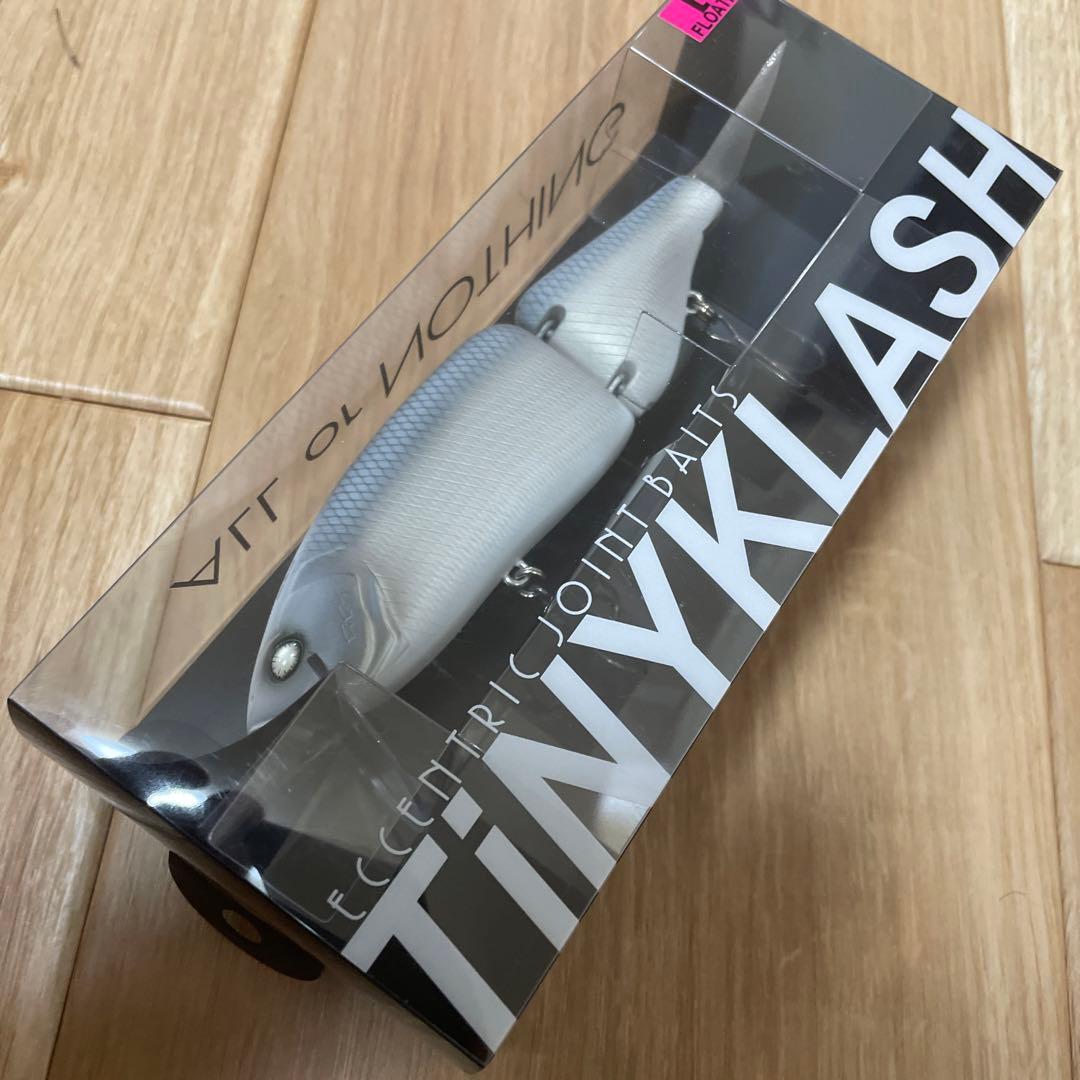 FLOAT
ALL or NOTHING
ECCENTRIC JOINT BAITS
TiNYKLASH